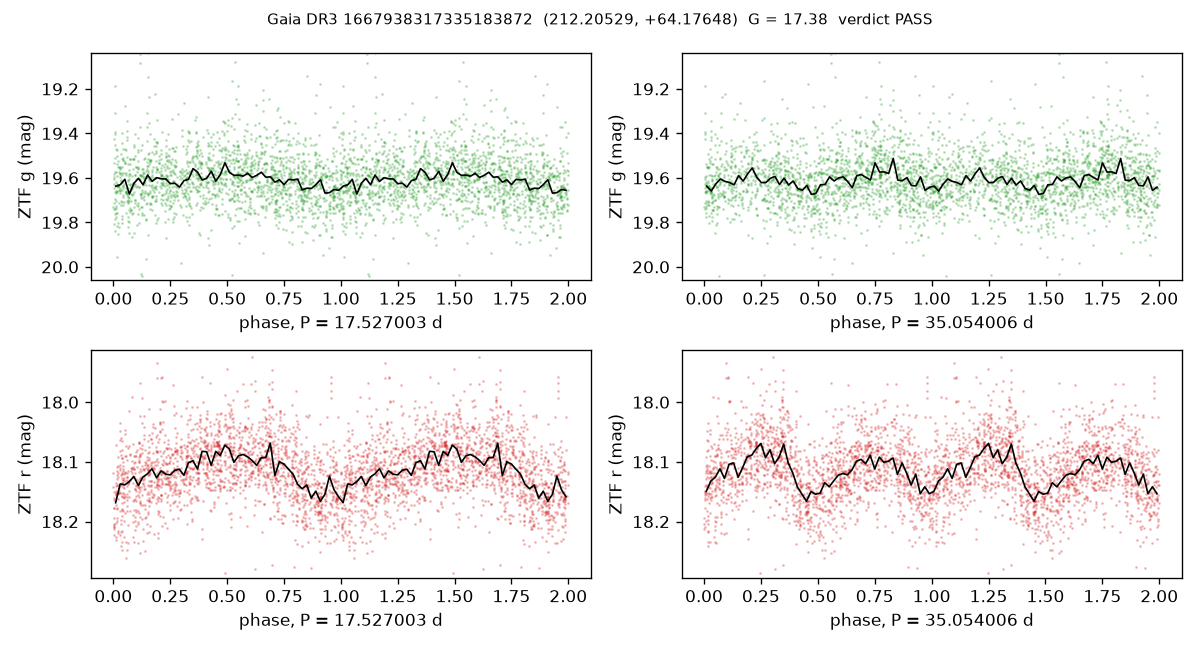 Gaia DR3 1667938317335183872 (212.20529, +64.17648) G = 17.38 verdict PASS
ZTF g (mag)
19.2
19.4
19.6
19.8
20.0
0.00 0.25 0.50 0.75 1.00 1.25 1.50 1.75 2.00
phase, P = 17.527003 d
ZTF g (mag)
19.2
19.4
19.6
19.8
20.0
0.00 0.25 0.50 0.75 1.00 1.25 1.50 1.75 2.00
phase, P = 35.054006 d
ZTF r (mag)
18.0
18.1
18.2
0.00 0.25 0.50 0.75 1.00 1.25 1.50 1.75 2.00
phase, P = 17.527003 d
ZTF r (mag)
18.0
18.1
18.2
0.00 0.25 0.50 0.75 1.00 1.25 1.50 1.75 2.00
phase, P = 35.054006 d